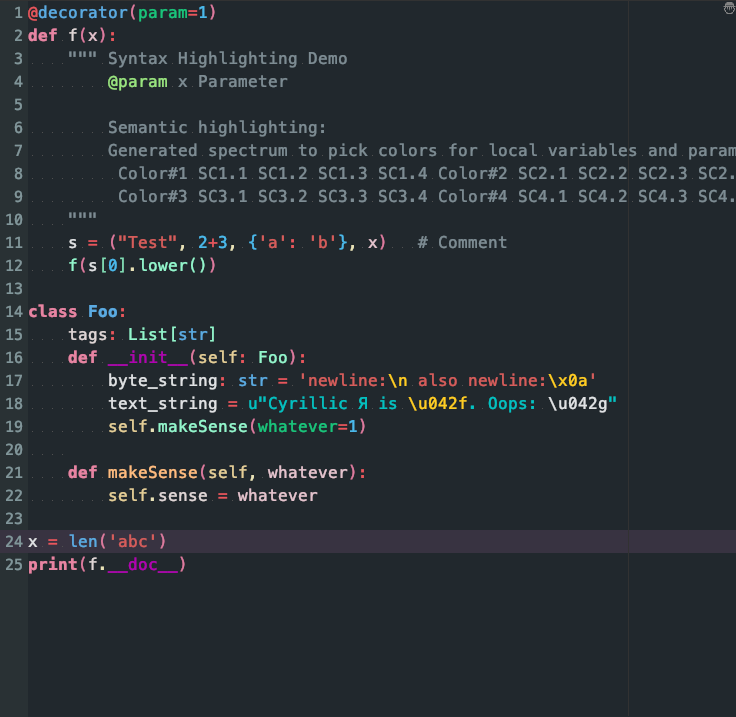 1 @decorator(param=1)
2 def f(x):
3     """ Syntax Highlighting Demo
4         @param x Parameter
5
6         Semantic highlighting:
7         Generated spectrum to pick colors for local variables and param
8          Color#1 SC1.1 SC1.2 SC1.3 SC1.4 Color#2 SC2.1 SC2.2 SC2.3 SC2.
9          Color#3 SC3.1 SC3.2 SC3.3 SC3.4 Color#4 SC4.1 SC4.2 SC4.3 SC4.
10     """
11     s = ("Test", 2+3, {'a': 'b'}, x)   # Comment
12     f(s[0].lower())
13
14 class Foo:
15     tags: List[str]
16     def __init__(self: Foo):
17         byte_string: str = 'newline:\n also newline:\x0a'
18         text_string = u"Cyrillic Я is \u042f. Oops: \u042g"
19         self.makeSense(whatever=1)
20
21     def makeSense(self, whatever):
22         self.sense = whatever
23
24 x = len('abc')
25 print(f.__doc__)